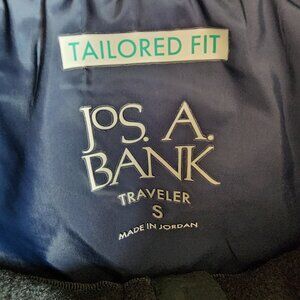 TAILORED FIT
JOS. A.
BANK
TRAVELER
S
MADE IN JORDAN